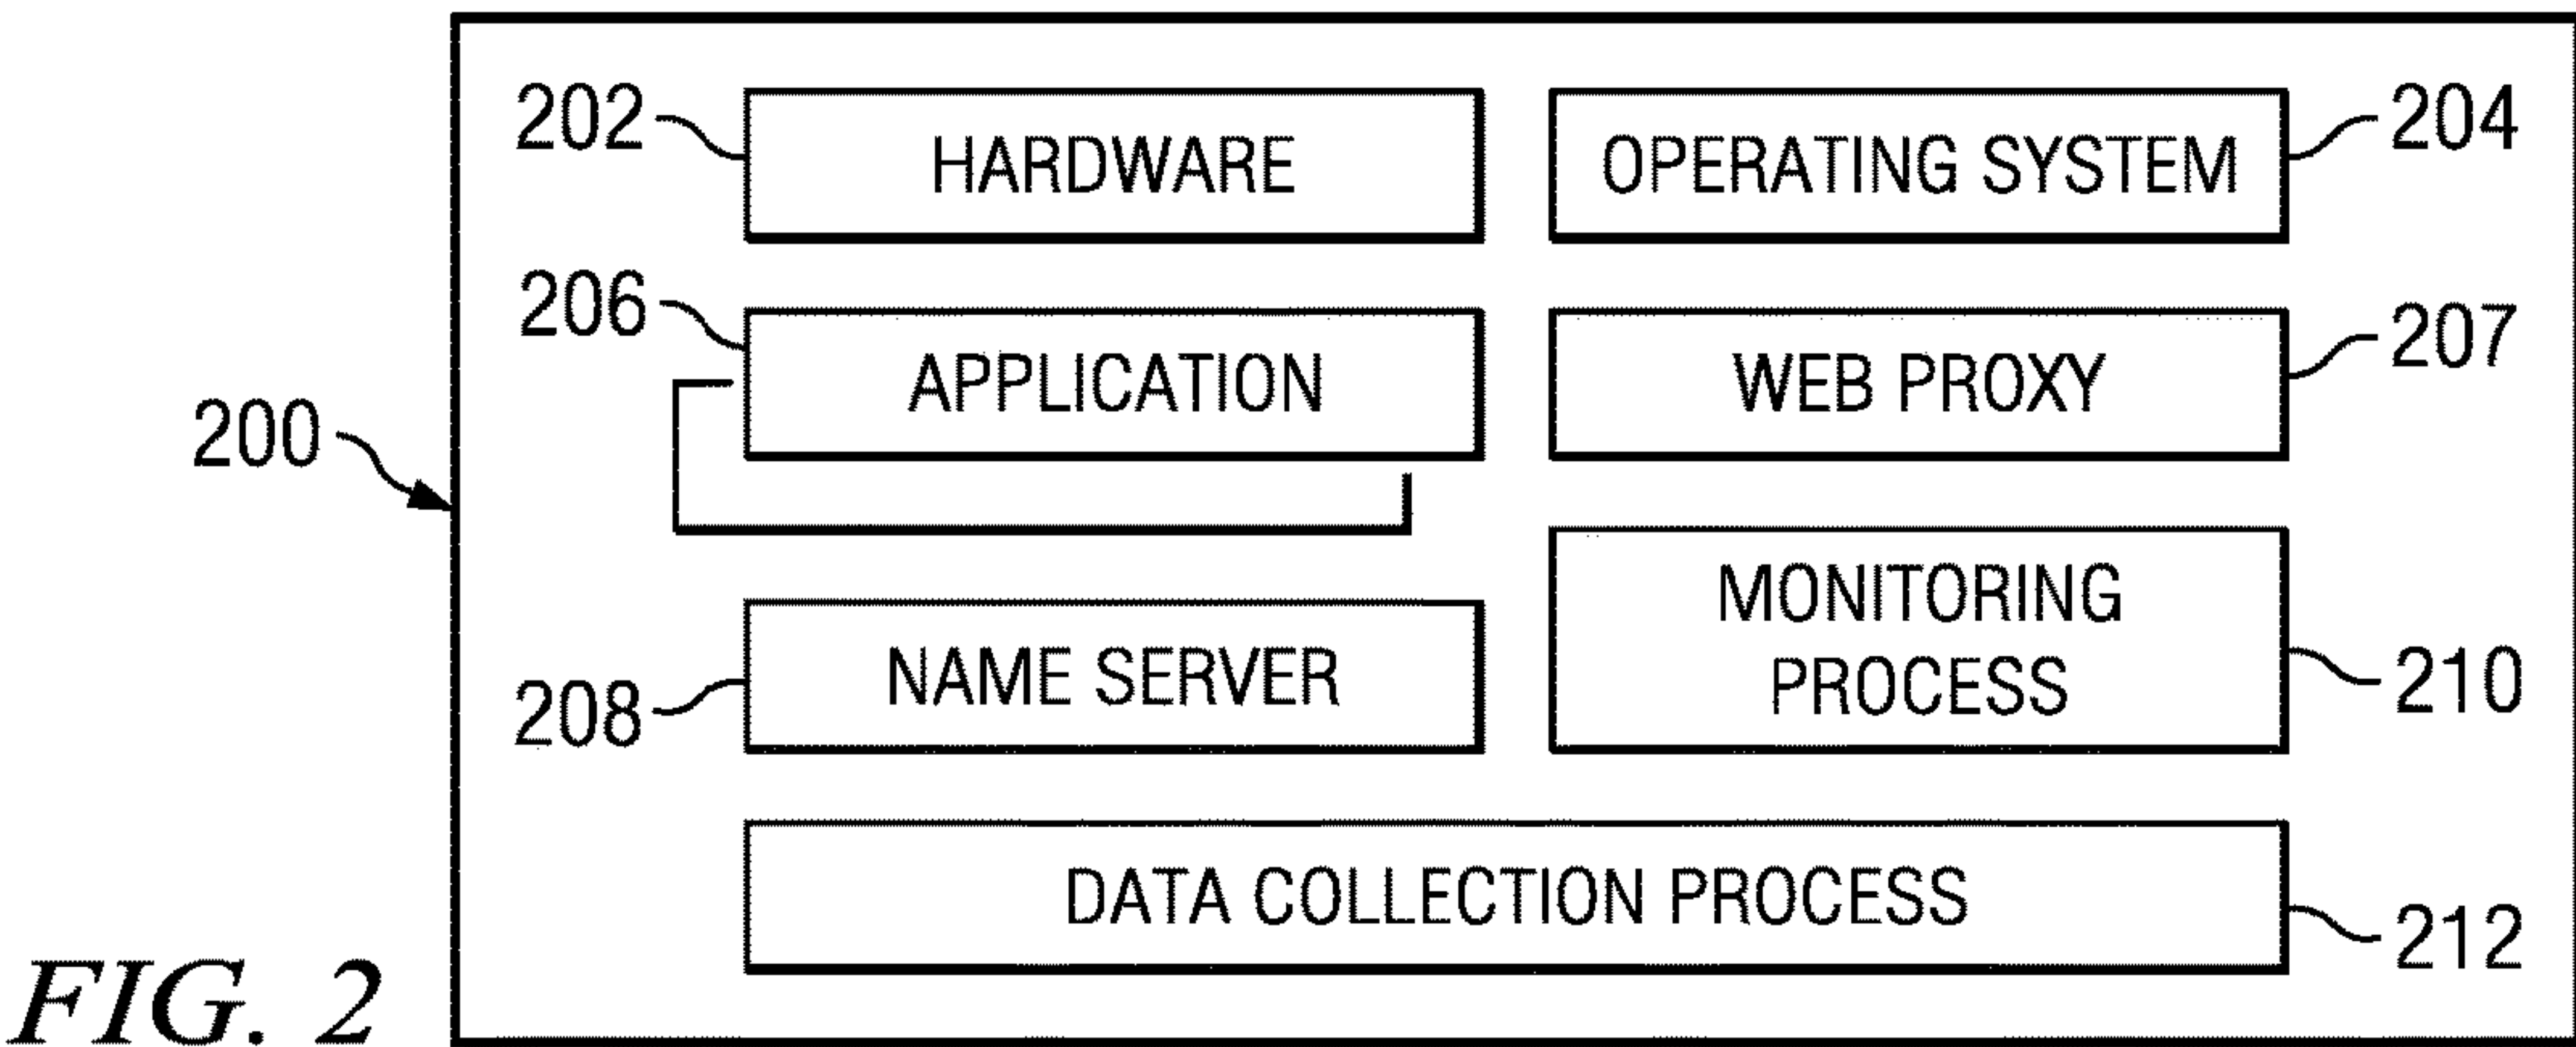 202
HARDWARE
OPERATING SYSTEM
204
206
APPLICATION
WEB PROXY
207
200
208
NAME SERVER
MONITORING
PROCESS
210
DATA COLLECTION PROCESS
212
FIG. 2